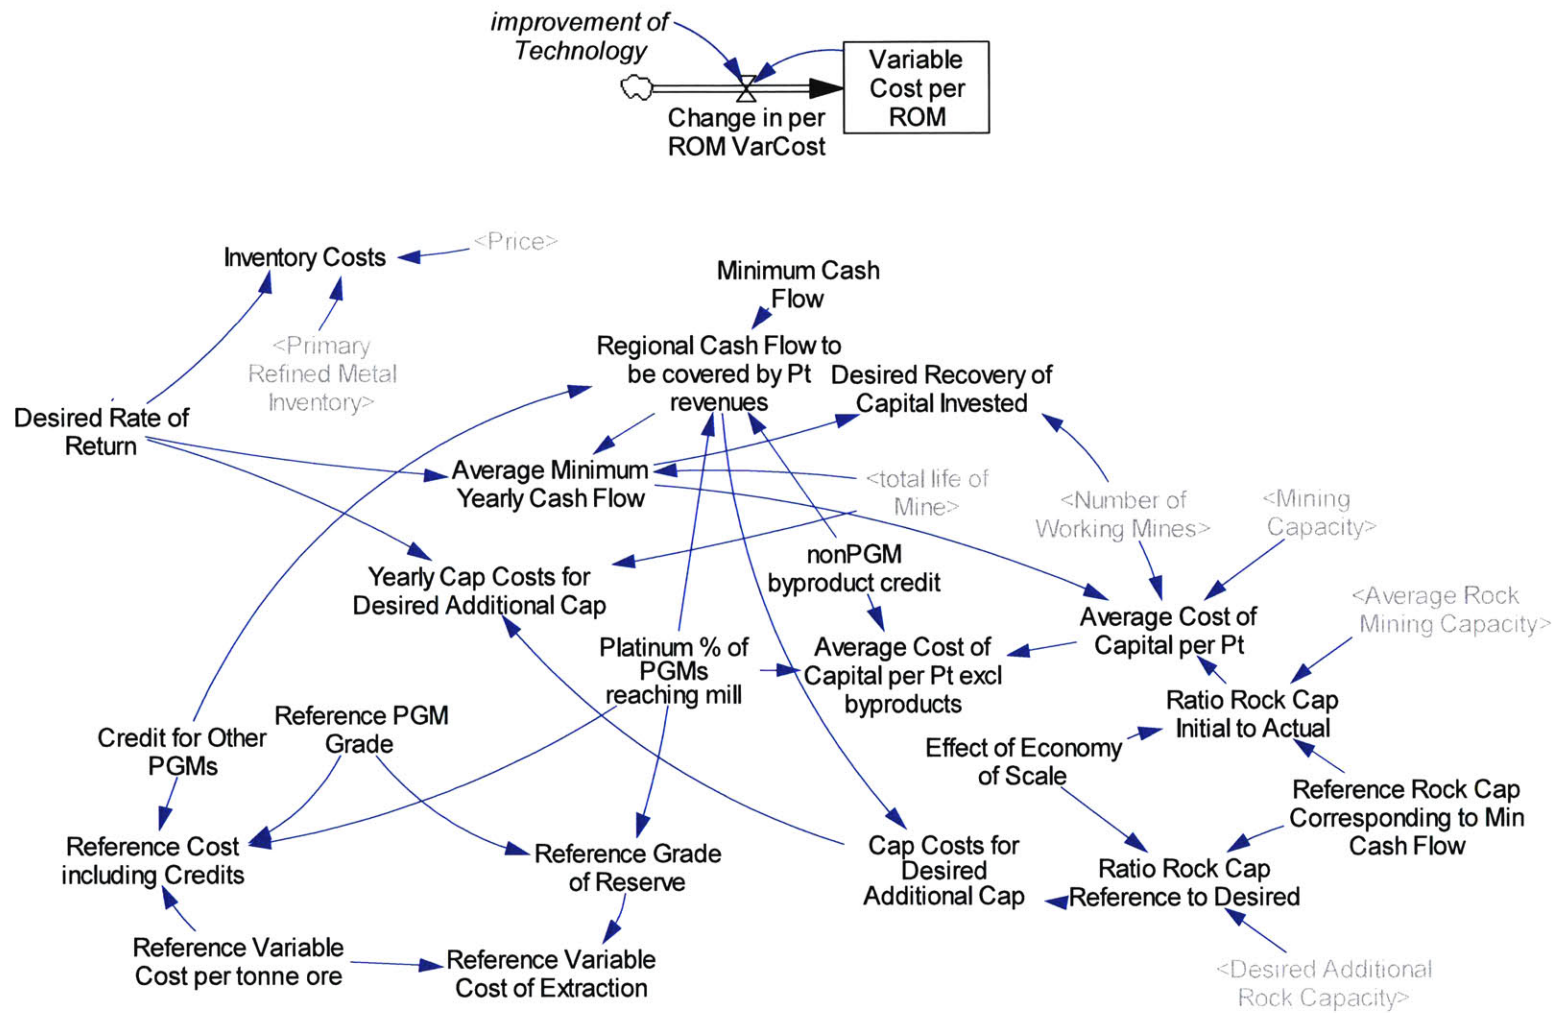 improvement of
Technology
Variable
Cost per
ROM
Change in per
ROM VarCost
Inventory Costs
<Price>
<Primary
Refined Metal
Inventory>
Minimum Cash
Flow
Regional Cash Flow to
be covered by Pt
revenues
Desired Recovery of
Capital Invested
Desired Rate of
Return
Average Minimum
Yearly Cash Flow
<total life of
Mine>
<Number of
Working Mines>
<Mining
Capacity>
Yearly Cap Costs for
Desired Additional Cap
nonPGM
byproduct credit
Average Cost of
Capital per Pt
<Average Rock
Mining Capacity>
Platinum % of
PGMs
reaching mill
Average Cost of
Capital per Pt excl
byproducts
Ratio Rock Cap
Initial to Actual
Credit for Other
PGMs
Reference PGM
Grade
Effect of Economy
of Scale
Reference Rock Cap
Corresponding to Min
Cash Flow
Reference Cost
including Credits
Reference Grade
of Reserve
Cap Costs for
Desired
Additional Cap
Ratio Rock Cap
Reference to Desired
Reference Variable
Cost per tonne ore
Reference Variable
Cost of Extraction
<Desired Additional
Rock Capacity>